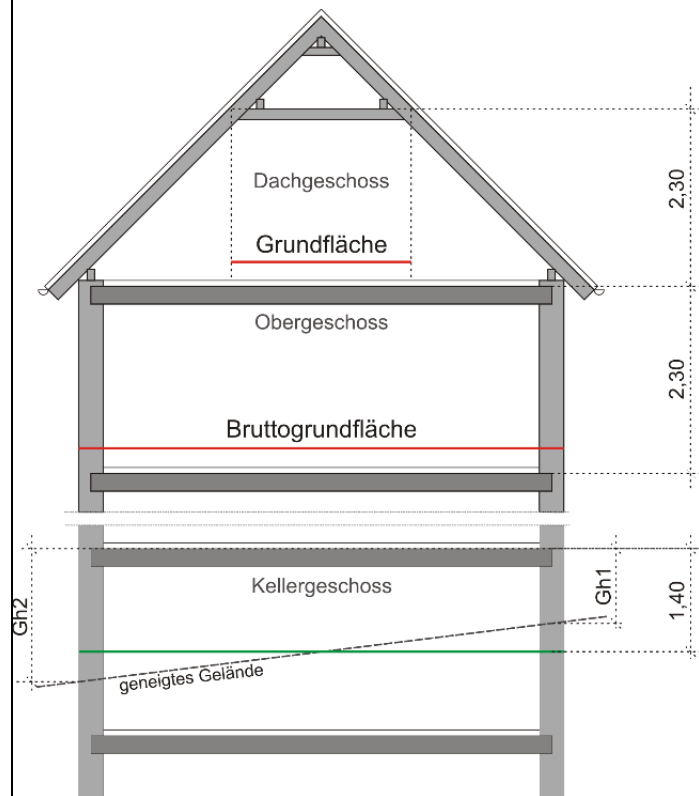 Dachgeschoss
2,30
Grundfläche
Obergeschoss
2,30
Bruttogrundfläche
Kellergeschoss
Gh1
1,40
Gh2
geneigtes Gelände